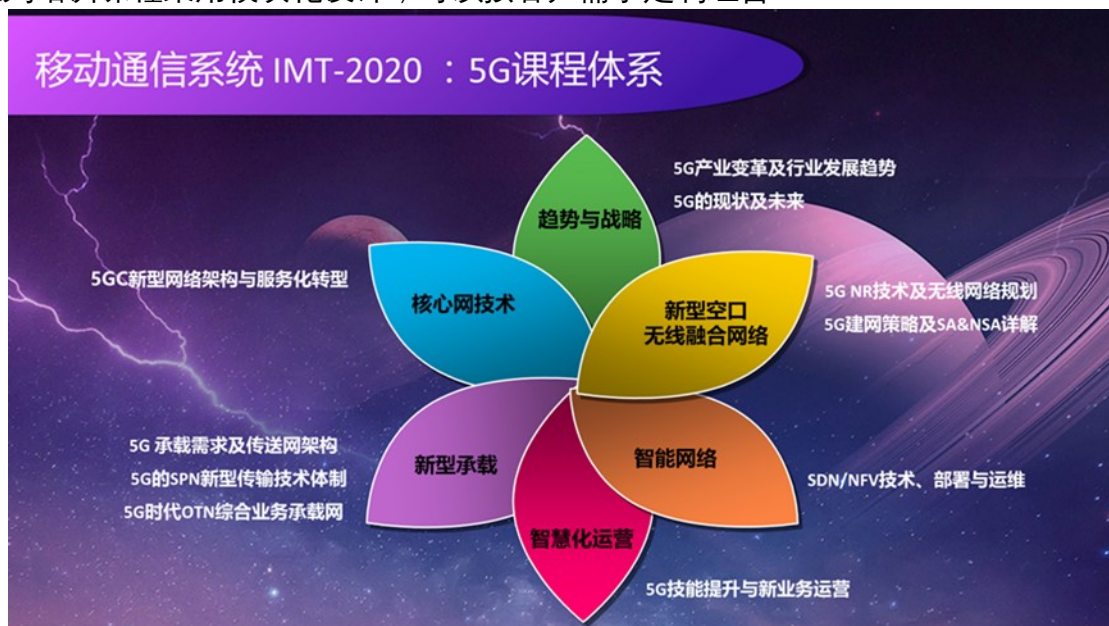 移动通信系统 IMT-2020 ：5G课程体系
趋势与战略
5G产业变革及行业发展趋势
5G的现状及未来
核心网技术
5GC新型网络架构与服务化转型
新型空口
无线融合网络
5G NR技术及无线网络规划
5G建网策略及SA&NSA详解
新型承载
5G 承载需求及传送网架构
5G的SPN新型传输技术体制
5G时代OTN综合业务承载网
智能网络
SDN/NFV技术、部署与运维
智慧化运营
5G技能提升与新业务运营